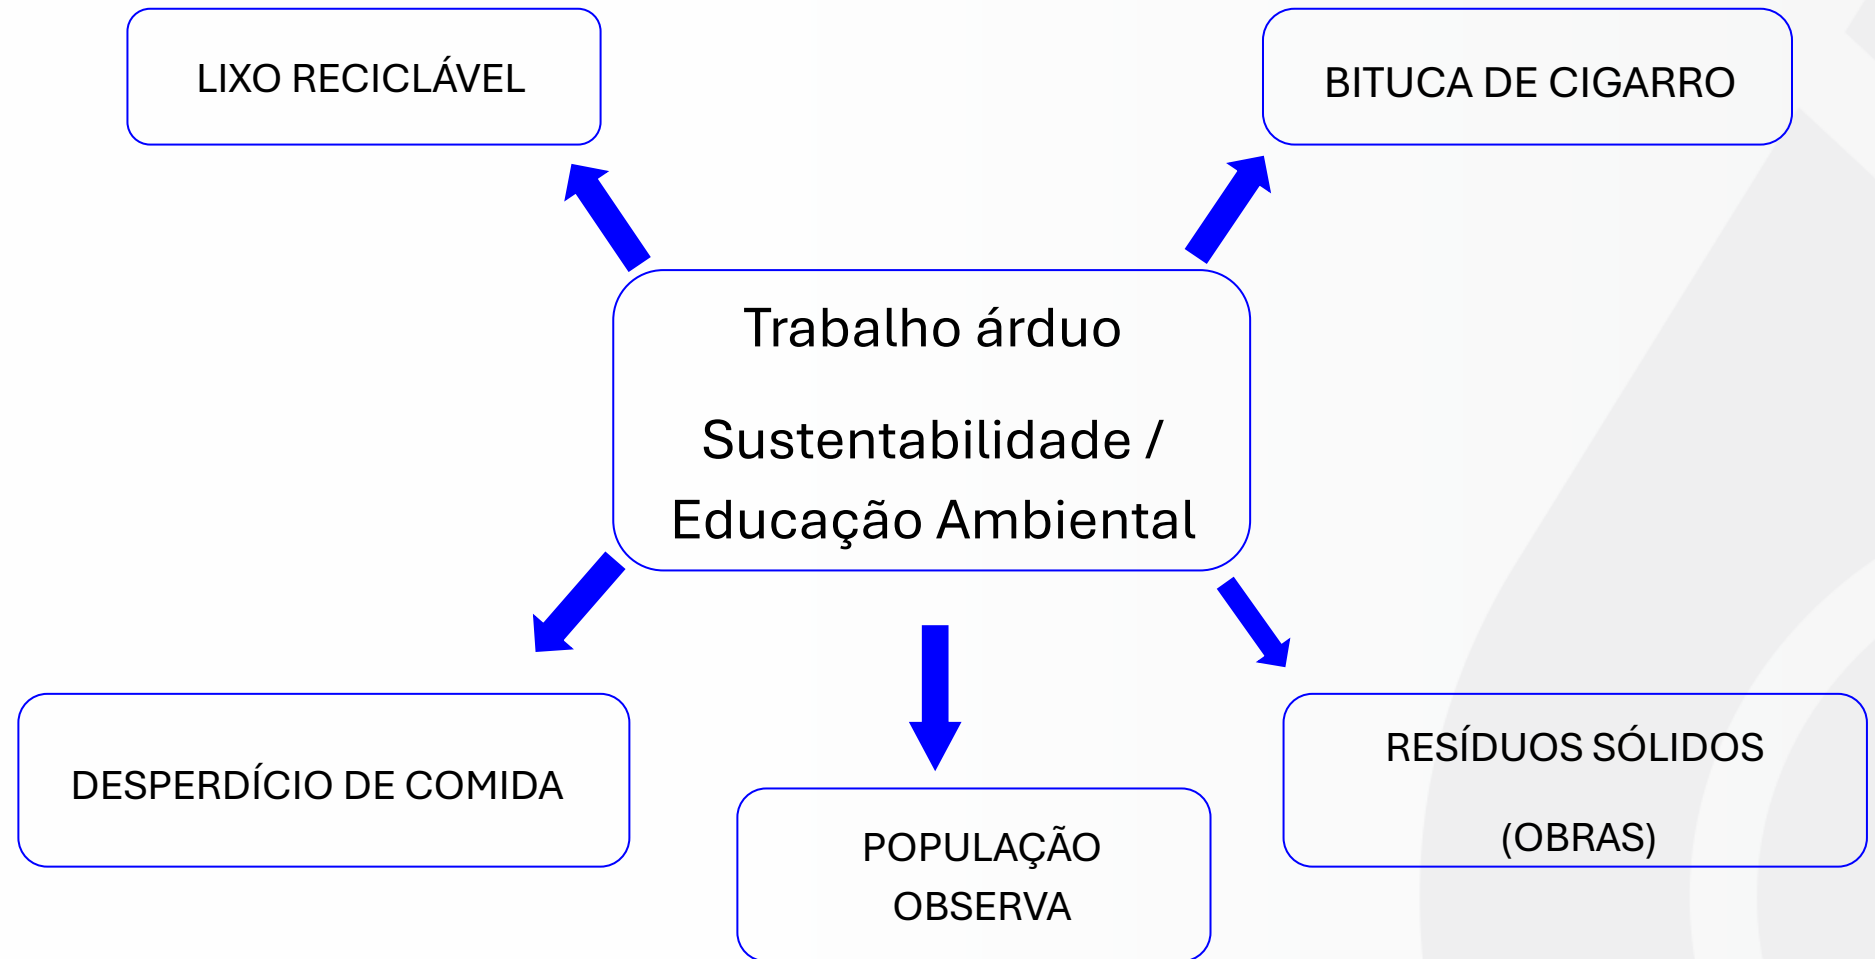 LIXO RECICLÁVEL
BITUCA DE CIGARRO
Trabalho árduo
Sustentabilidade /
Educação Ambiental
DESPERDÍCIO DE COMIDA
POPULAÇÃO
OBSERVA
RESÍDUOS SÓLIDOS
(OBRAS)